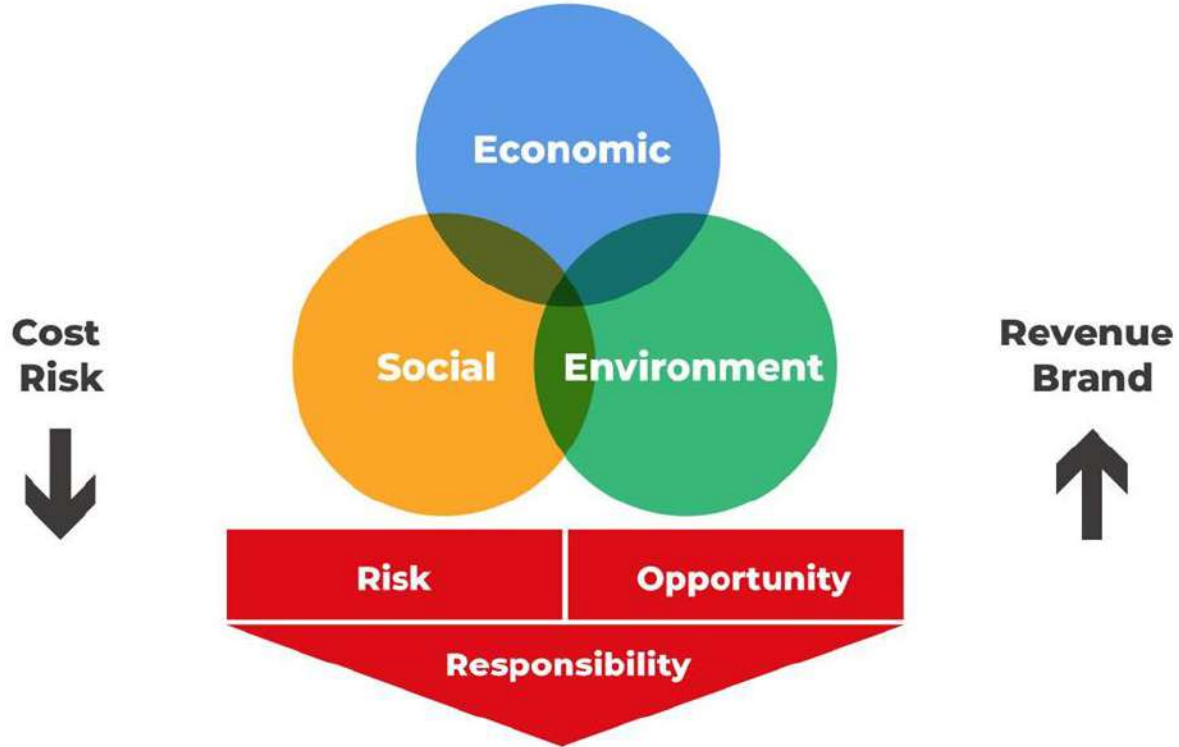 Economic
Social
Environment
Cost
Risk
Revenue
Brand
Risk
Opportunity
Responsibility